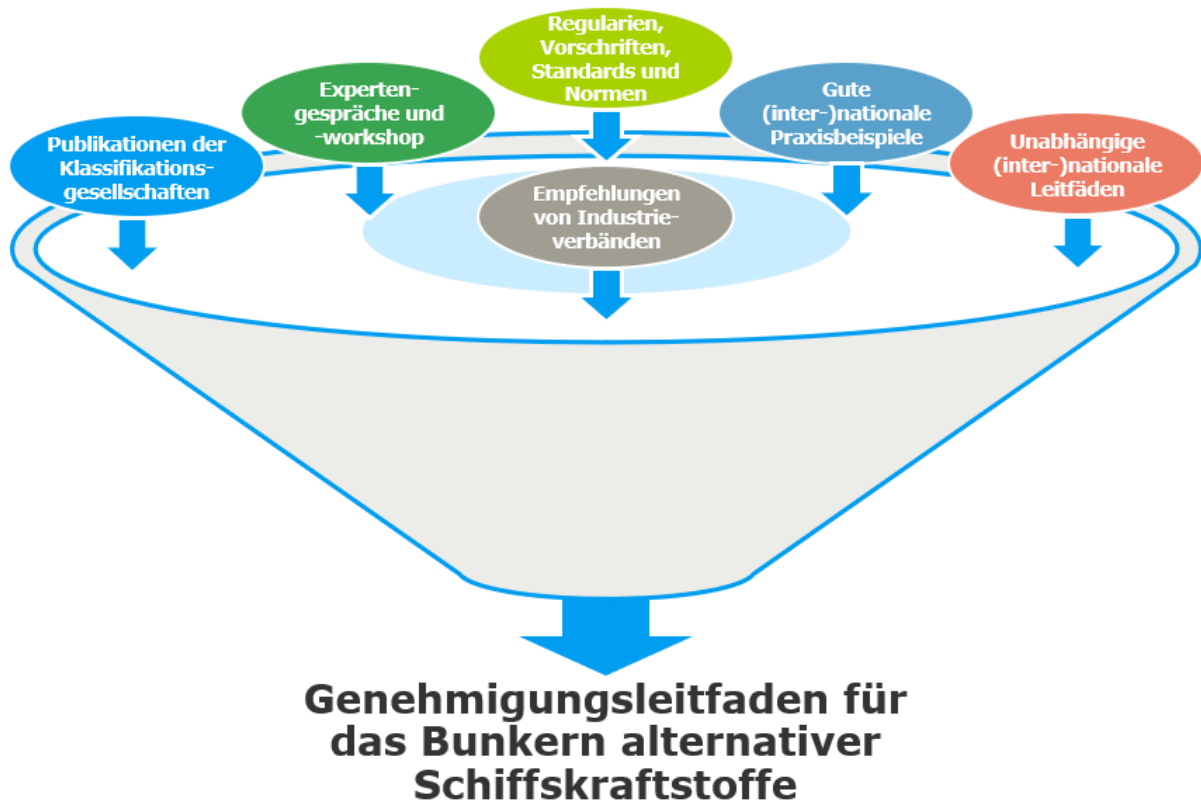 Publikationen der
Klassifikations-
gesellschaften
Experten-
gespräche und
-workshop
Regularien,
Vorschriften,
Standards und
Normen
Gute
(inter-)nationale
Praxisbeispiele
Unabhängige
(inter-)nationale
Leitfäden
Empfehlungen
von Industrie-
verbänden
Genehmigungsleitfaden für
das Bunkern alternativer
Schiffskraftstoffe